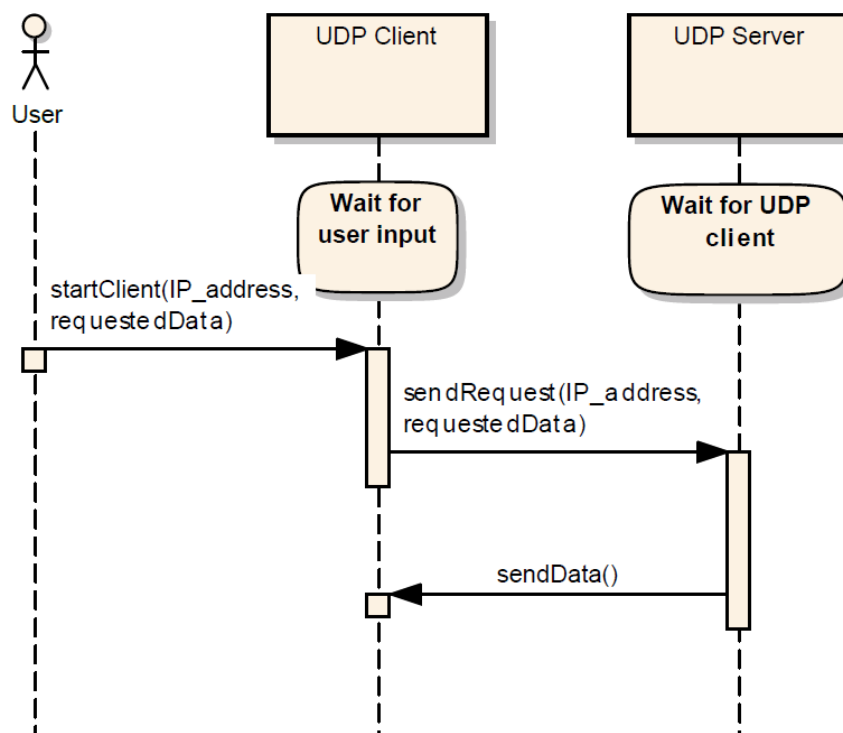 UDP Client
UDP Server
User
Wait for
user input
Wait for UDP
client
startClient(IP_address,
requestedData)
sendRequest(IP_address,
requestedData)
sendData()